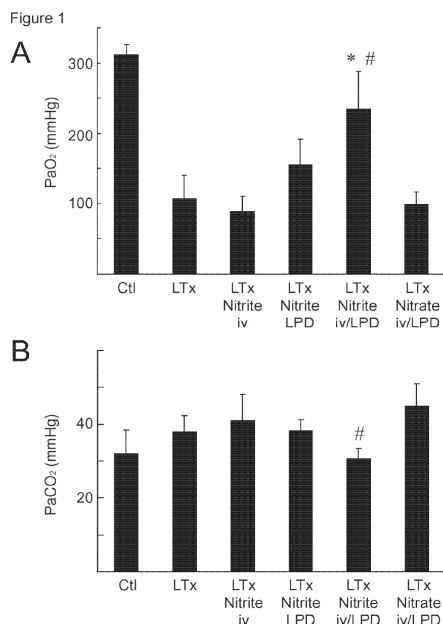 Figure 1
A
PaO₂ (mmHg)
300
200
100
* #
Ctl
LTx
LTx
Nitrite
iv
LTx
Nitrite
LPD
LTx
Nitrite
iv/LPD
LTx
Nitrate
iv/LPD
B
PaCO₂ (mmHg)
40
20
#
Ctl
LTx
LTx
Nitrite
iv
LTx
Nitrite
LPD
LTx
Nitrite
iv/LPD
LTx
Nitrate
iv/LPD